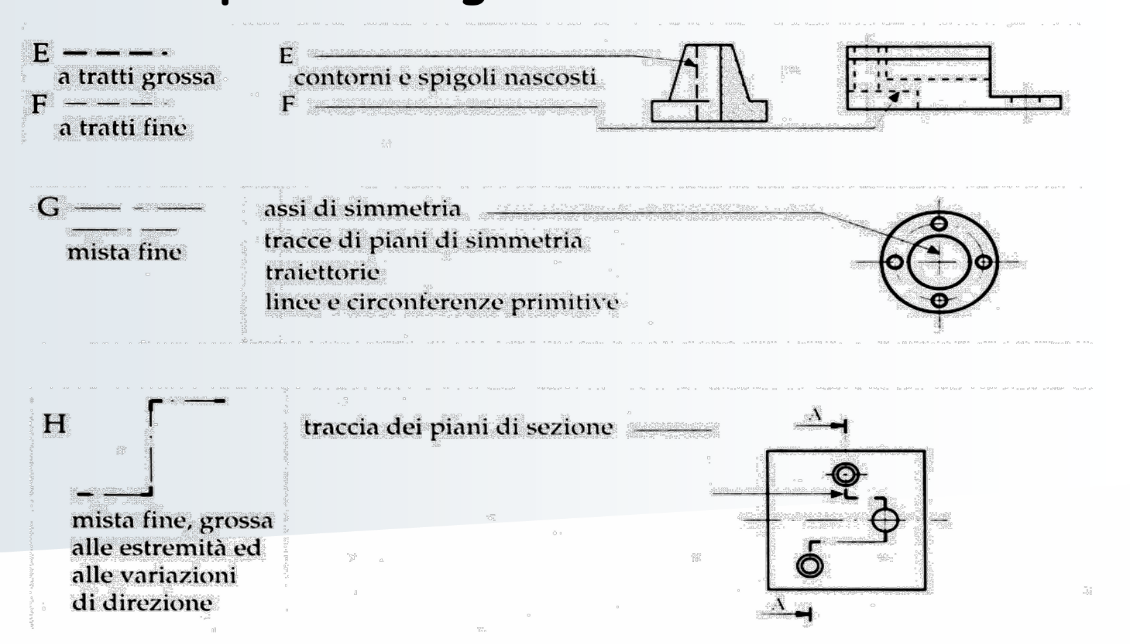 E
a tratti grossa
F
a tratti fine
E
contorni e spigoli nascosti
F
G
mista fine
assi di simmetria
tracce di piani di simmetria
traiettorie
linee e circonferenze primitive
H
mista fine, grossa
alle estremità ed
alle variazioni
di direzione
traccia dei piani di sezione
A
A